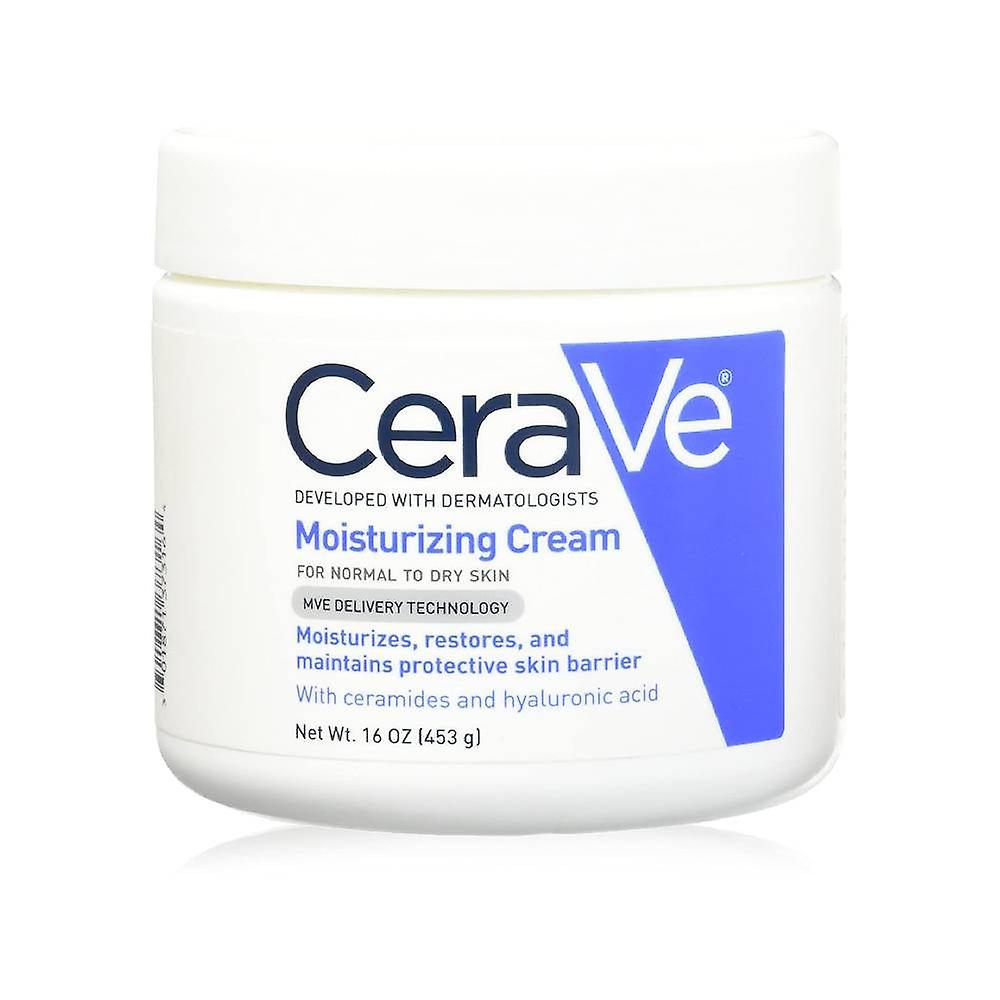 CeraVe®
DEVELOPED WITH DERMATOLOGISTS
Moisturizing Cream
FOR NORMAL TO DRY SKIN
MVE DELIVERY TECHNOLOGY
Moisturizes, restores, and
maintains protective skin barrier
With ceramides and hyaluronic acid
Net Wt. 16 OZ (453 g)